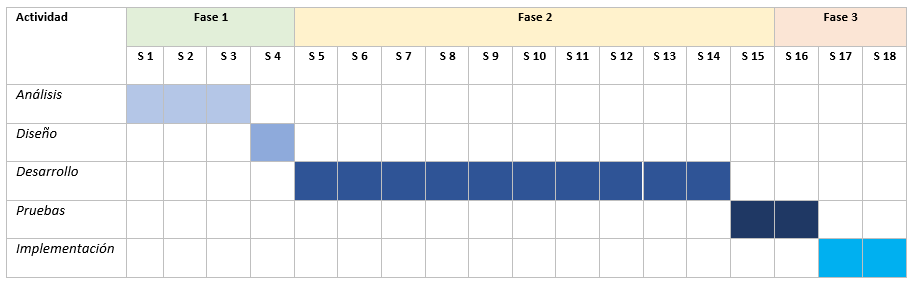 Actividad Fase 1 Fase 2 Fase 3
S 1 S 2 S 3 S 4 S 5 S 6 S 7 S 8 S 9 S 10 S 11 S 12 S 13 S 14 S 15 S 16 S 17 S 18
Análisis
Diseño
Desarrollo
Pruebas
Implementación